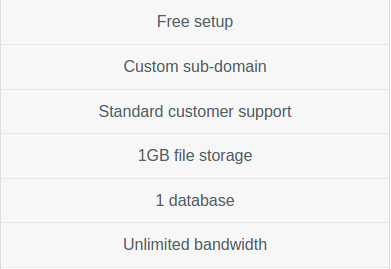 Free setup
Custom sub-domain
Standard customer support
1GB file storage
1 database
Unlimited bandwidth